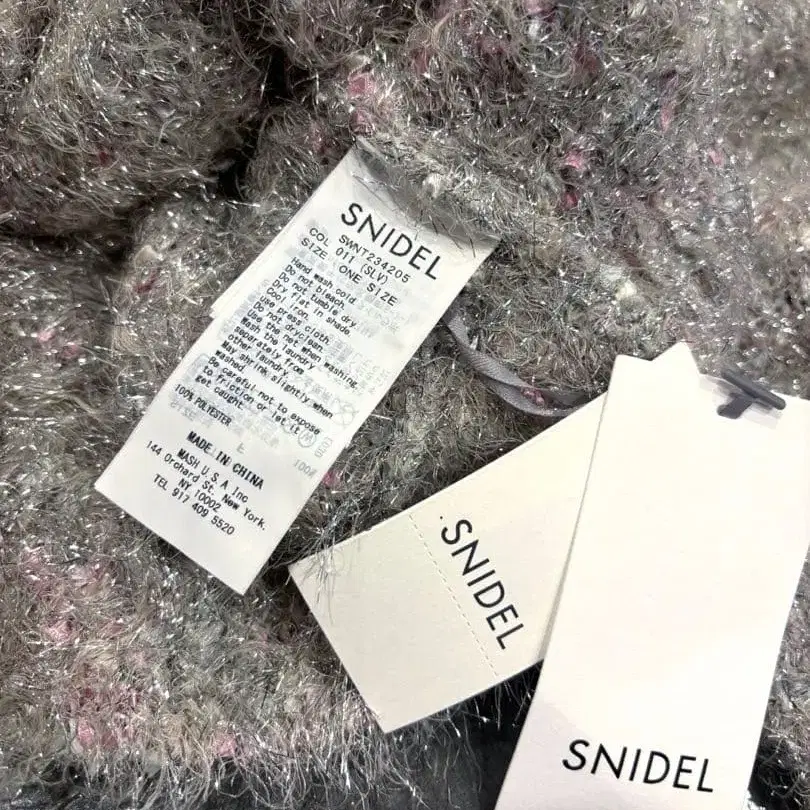 SNIDEL
SWNT234205
COL 011 (SLV)
SIZE ONE SIZE
Hand wash cold
Do not bleach
Do not tumble dry
Dry flat in shade
Cool iron
use press cloth.
Do not dryclean
Use the net when washing.
Wash the laundry
separately from
other laundry
May shrink slightly when
washed.
Be careful not to expose
to friction or let it
get caught
100% POLYESTER
MADE IN CHINA
MASH U.S.A Inc
144 Orchard St. New York.
NY 10002
TEL 917 409 5520
SNIDEL
SNIDEL